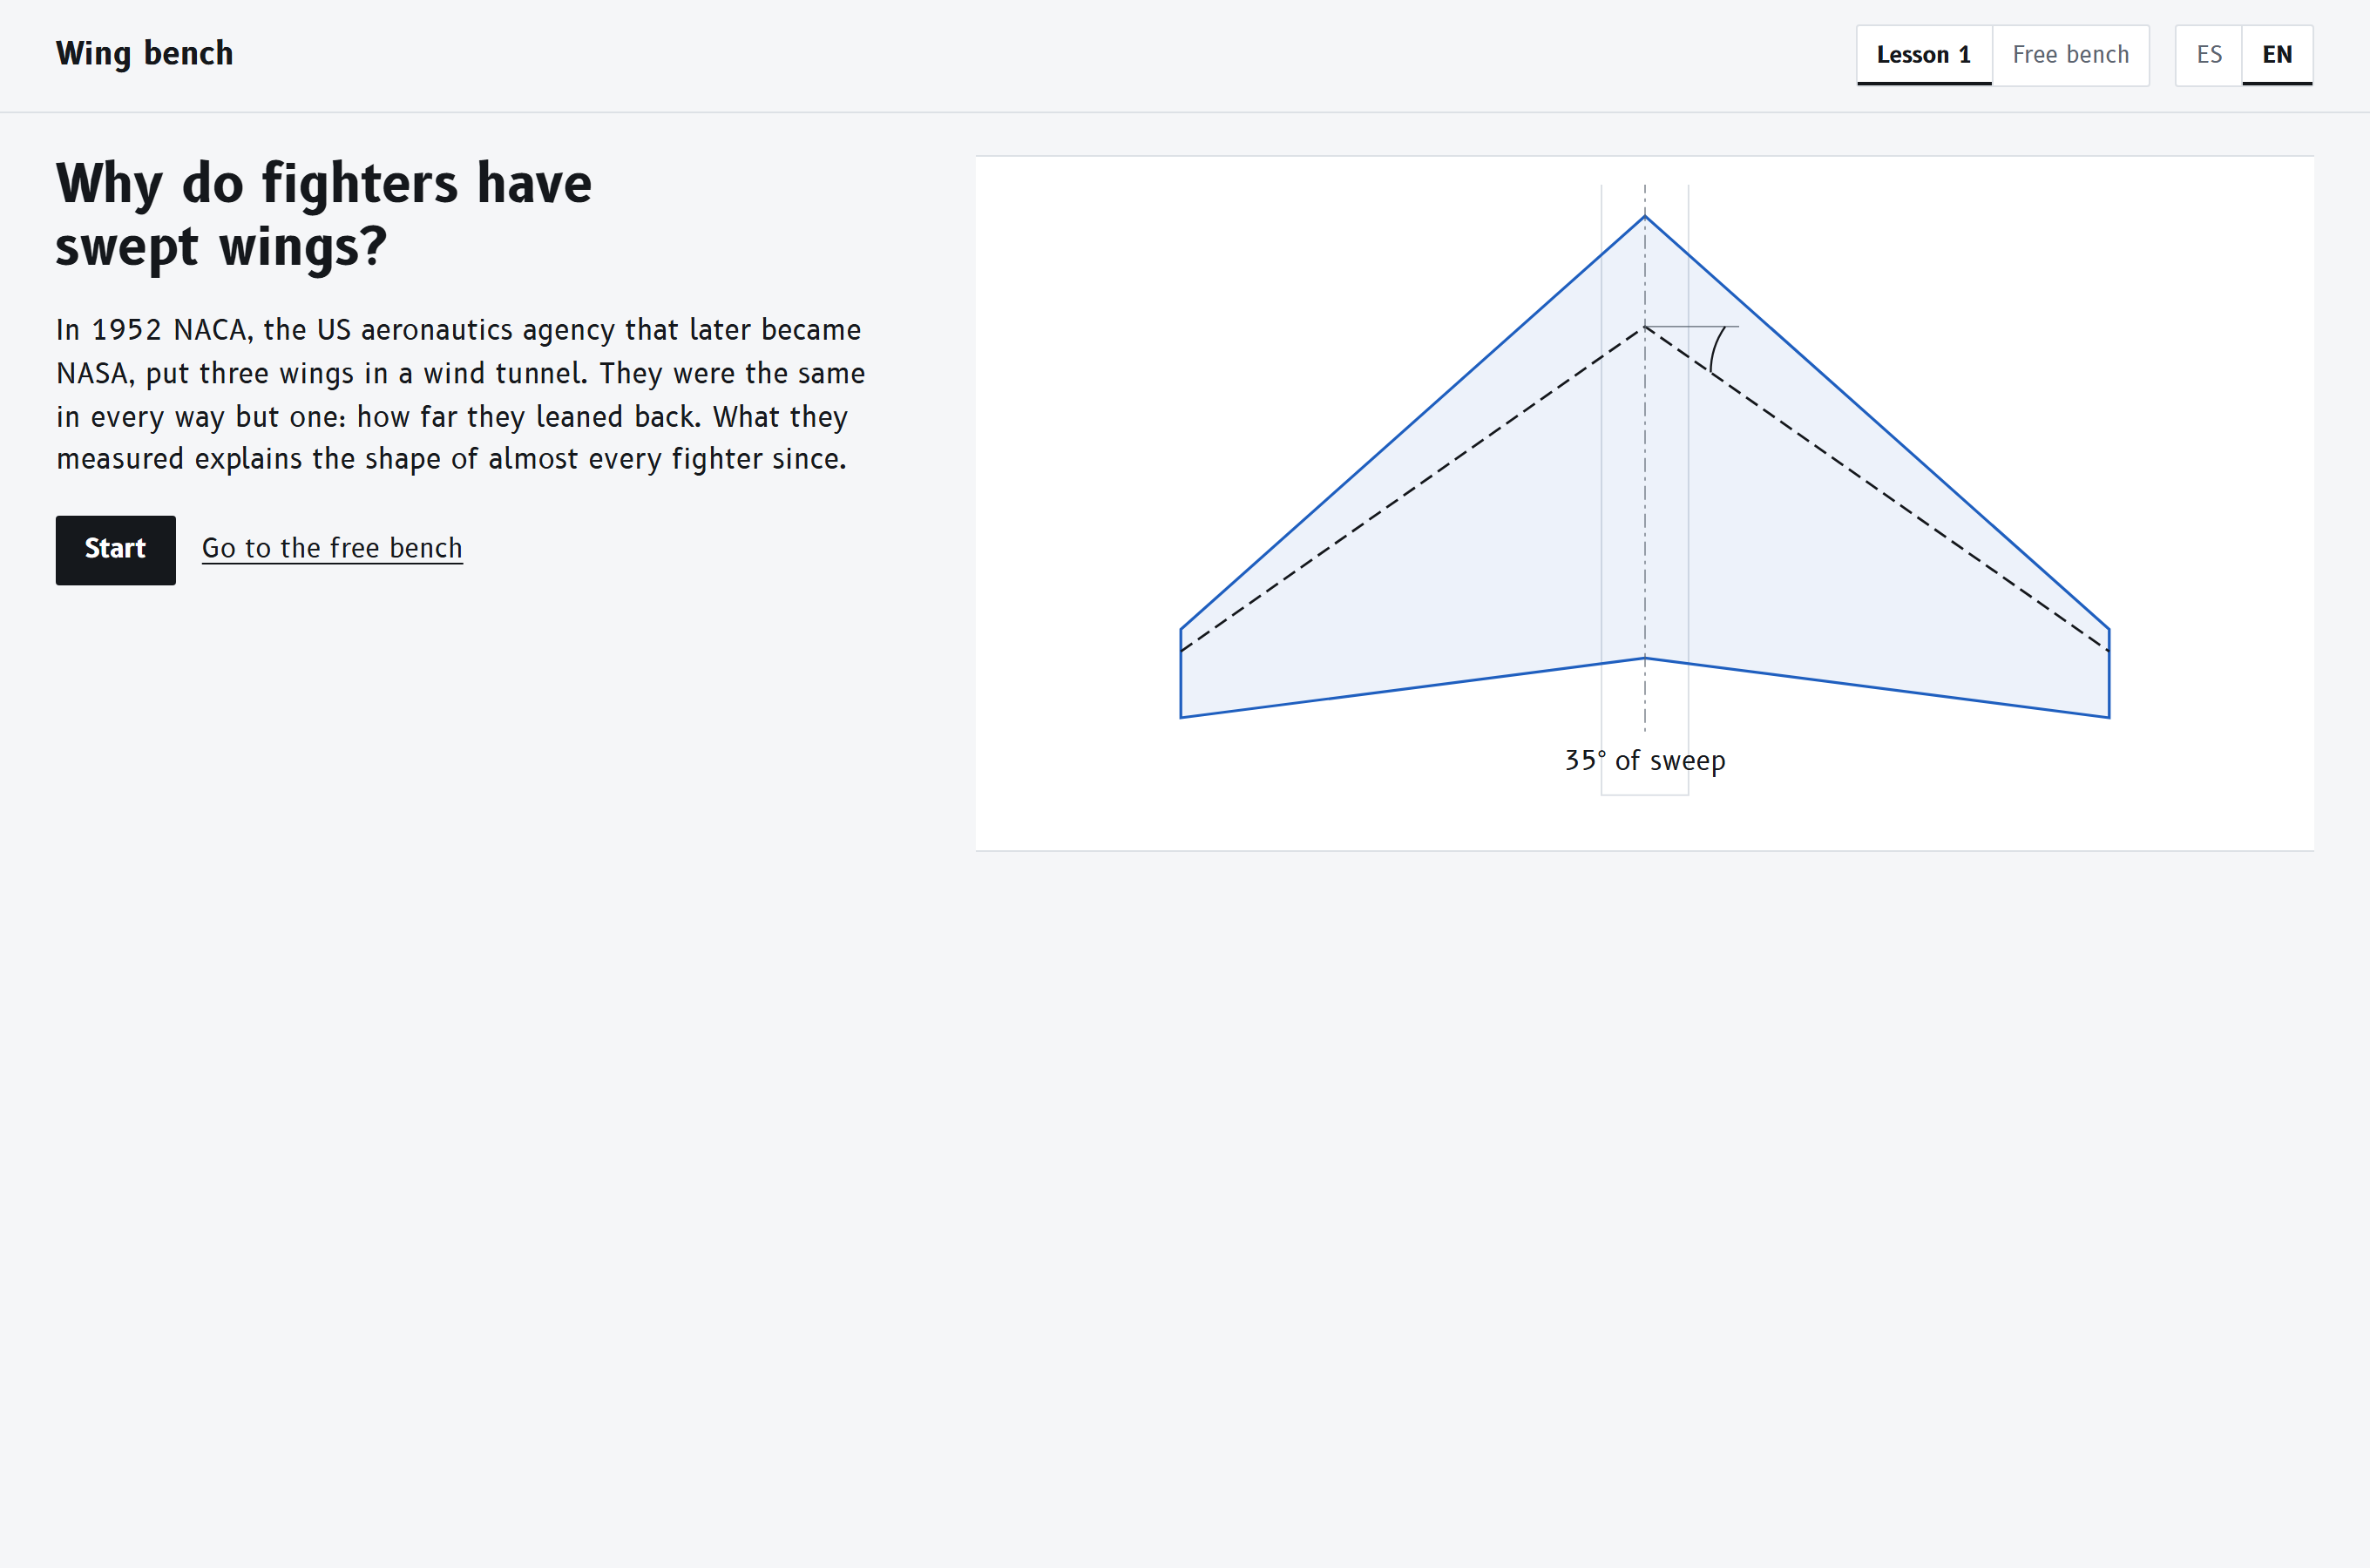 Wing bench
Lesson 1
Free bench
ES
EN
Why do fighters have
swept wings?
In 1952 NACA, the US aeronautics agency that later became
NASA, put three wings in a wind tunnel. They were the same
in every way but one: how far they leaned back. What they
measured explains the shape of almost every fighter since.
Start
Go to the free bench
35° of sweep